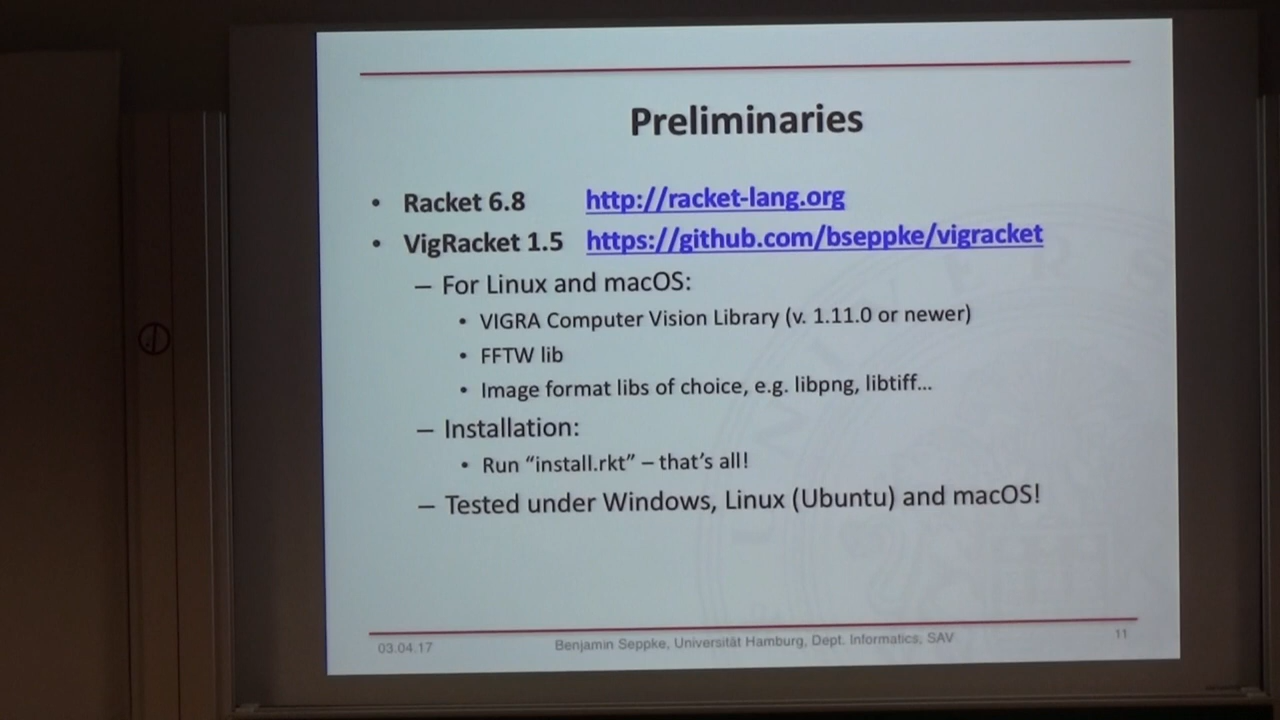 Preliminaries
• Racket 6.8 http://racket-lang.org
• VigRacket 1.5 https://github.com/bseppke/vigracket
– For Linux and macOS:
• VIGRA Computer Vision Library (v. 1.11.0 or newer)
• FFTW lib
• Image format libs of choice, e.g. libpng, libtiff…
– Installation:
• Run “install.rkt” – that’s all!
– Tested under Windows, Linux (Ubuntu) and macOS!
03.04.17 Benjamin Seppke, Universität Hamburg, Dept. Informatics, SAV 11